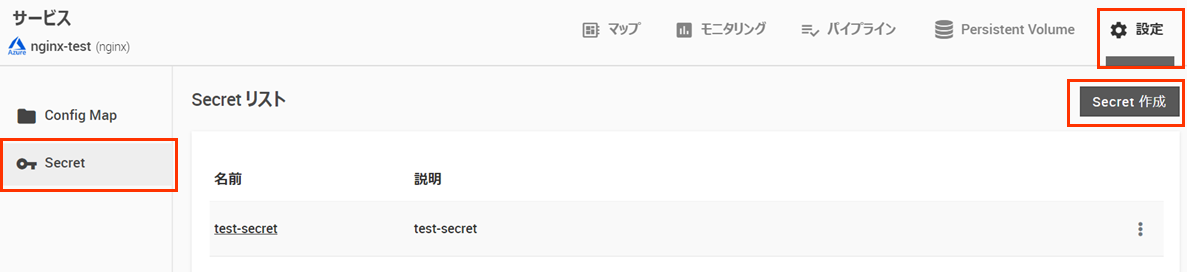 サービス
Azure nginx-test (nginx)
マップ モニタリング パイプライン Persistent Volume 設定
Config Map
Secret
Secret リスト
Secret 作成
名前 説明
test-secret test-secret